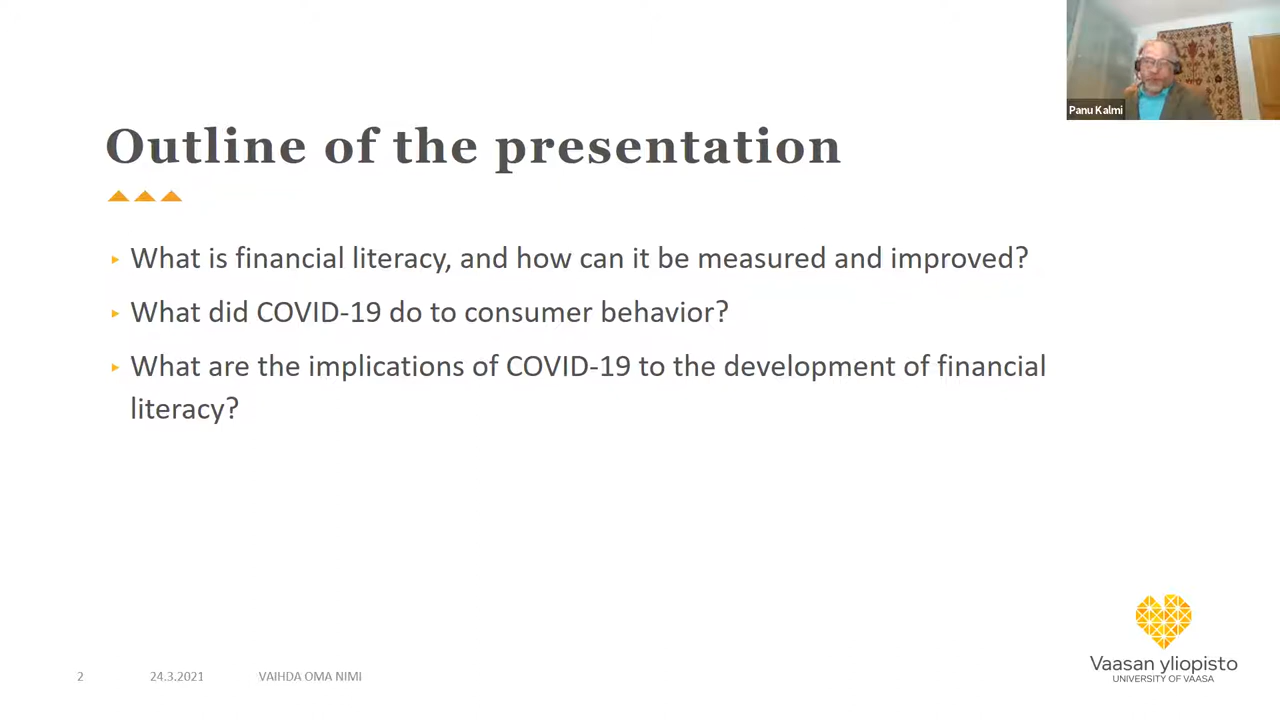 Panu Kalmi
Outline of the presentation
What is financial literacy, and how can it be measured and improved?
What did COVID-19 do to consumer behavior?
What are the implications of COVID-19 to the development of financial
literacy?
Vaasan yliopisto
UNIVERSITY OF VAASA
2 24.3.2021 VAIHDA OMA NIMI